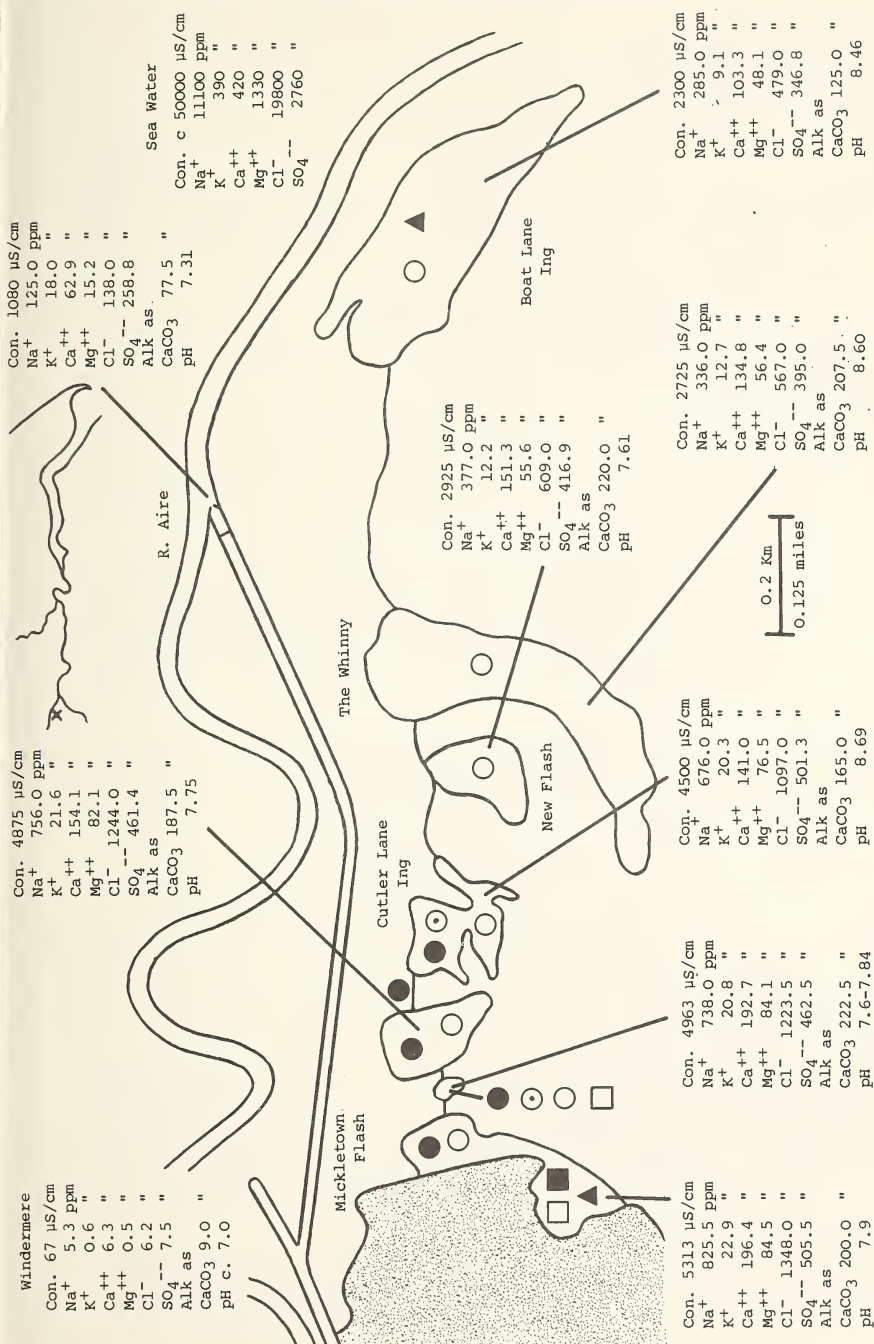 Windermere
Con. 67 µS/cm
Na+ 5.3 ppm
K+ 0.6 "
Ca++ 6.3 "
Mg++ 0.5 "
Cl- 6.2 "
SO4-- 7.5 "
Alk as
CaCO3 9.0 "
pH c. 7.0
Con. 4875 µS/cm
Na+ 756.0 ppm
K+ 21.6 "
Ca++ 154.1 "
Mg++ 82.1 "
Cl- 1244.0 "
SO4-- 461.4 "
Alk as
CaCO3 187.5 "
pH 7.75
x
Con. 1080 µS/cm
Na+ 125.0 ppm
K+ 18.0 "
Ca++ 62.9 "
Mg++ 15.2 "
Cl- 138.0 "
SO4-- 258.8 "
Alk as
CaCO3 77.5 "
pH 7.31
Sea Water
Con. c 50000 µS/cm
Na+ 11100 ppm
K+ 390 "
Ca++ 420 "
Mg++ 1330 "
Cl- 19800 "
SO4-- 2760 "
R. Aire
Mickletown
Flash
Cutler Lane
Ing
The Whinny
New Flash
Boat Lane
Ing
Con. 2925 µS/cm
Na+ 377.0 ppm
K+ 12.2 "
Ca++ 151.3 "
Mg++ 55.6 "
Cl- 609.0 "
SO4-- 416.9 "
Alk as
CaCO3 220.0 "
pH 7.61
0.2 Km
0.125 miles
Con. 5313 µS/cm
Na+ 825.5 ppm
K+ 22.9 "
Ca++ 196.4 "
Mg++ 84.5 "
Cl- 1348.0 "
SO4-- 505.5 "
Alk as
CaCO3 200.0 "
pH 7.9
Con. 4963 µS/cm
Na+ 738.0 ppm
K+ 20.8 "
Ca++ 192.7 "
Mg++ 84.1 "
Cl- 1223.5 "
SO4-- 462.5 "
Alk as
CaCO3 222.5 "
pH 7.6-7.84
Con. 4500 µS/cm
Na+ 676.0 ppm
K+ 20.3 "
Ca++ 141.0 "
Mg++ 76.5 "
Cl- 1097.0 "
SO4-- 501.3 "
Alk as
CaCO3 165.0 "
pH 8.69
Con. 2725 µS/cm
Na+ 336.0 ppm
K+ 12.7 "
Ca++ 134.8 "
Mg++ 56.4 "
Cl- 567.0 "
SO4-- 395.0 "
Alk as
CaCO3 207.5 "
pH 8.60
Con. 2300 µS/cm
Na+ 285.0 ppm
K+ 9.1 "
Ca++ 103.3 "
Mg++ 48.1 "
Cl- 479.0 "
SO4-- 346.8 "
Alk as
CaCO3 125.0 "
pH 8.46